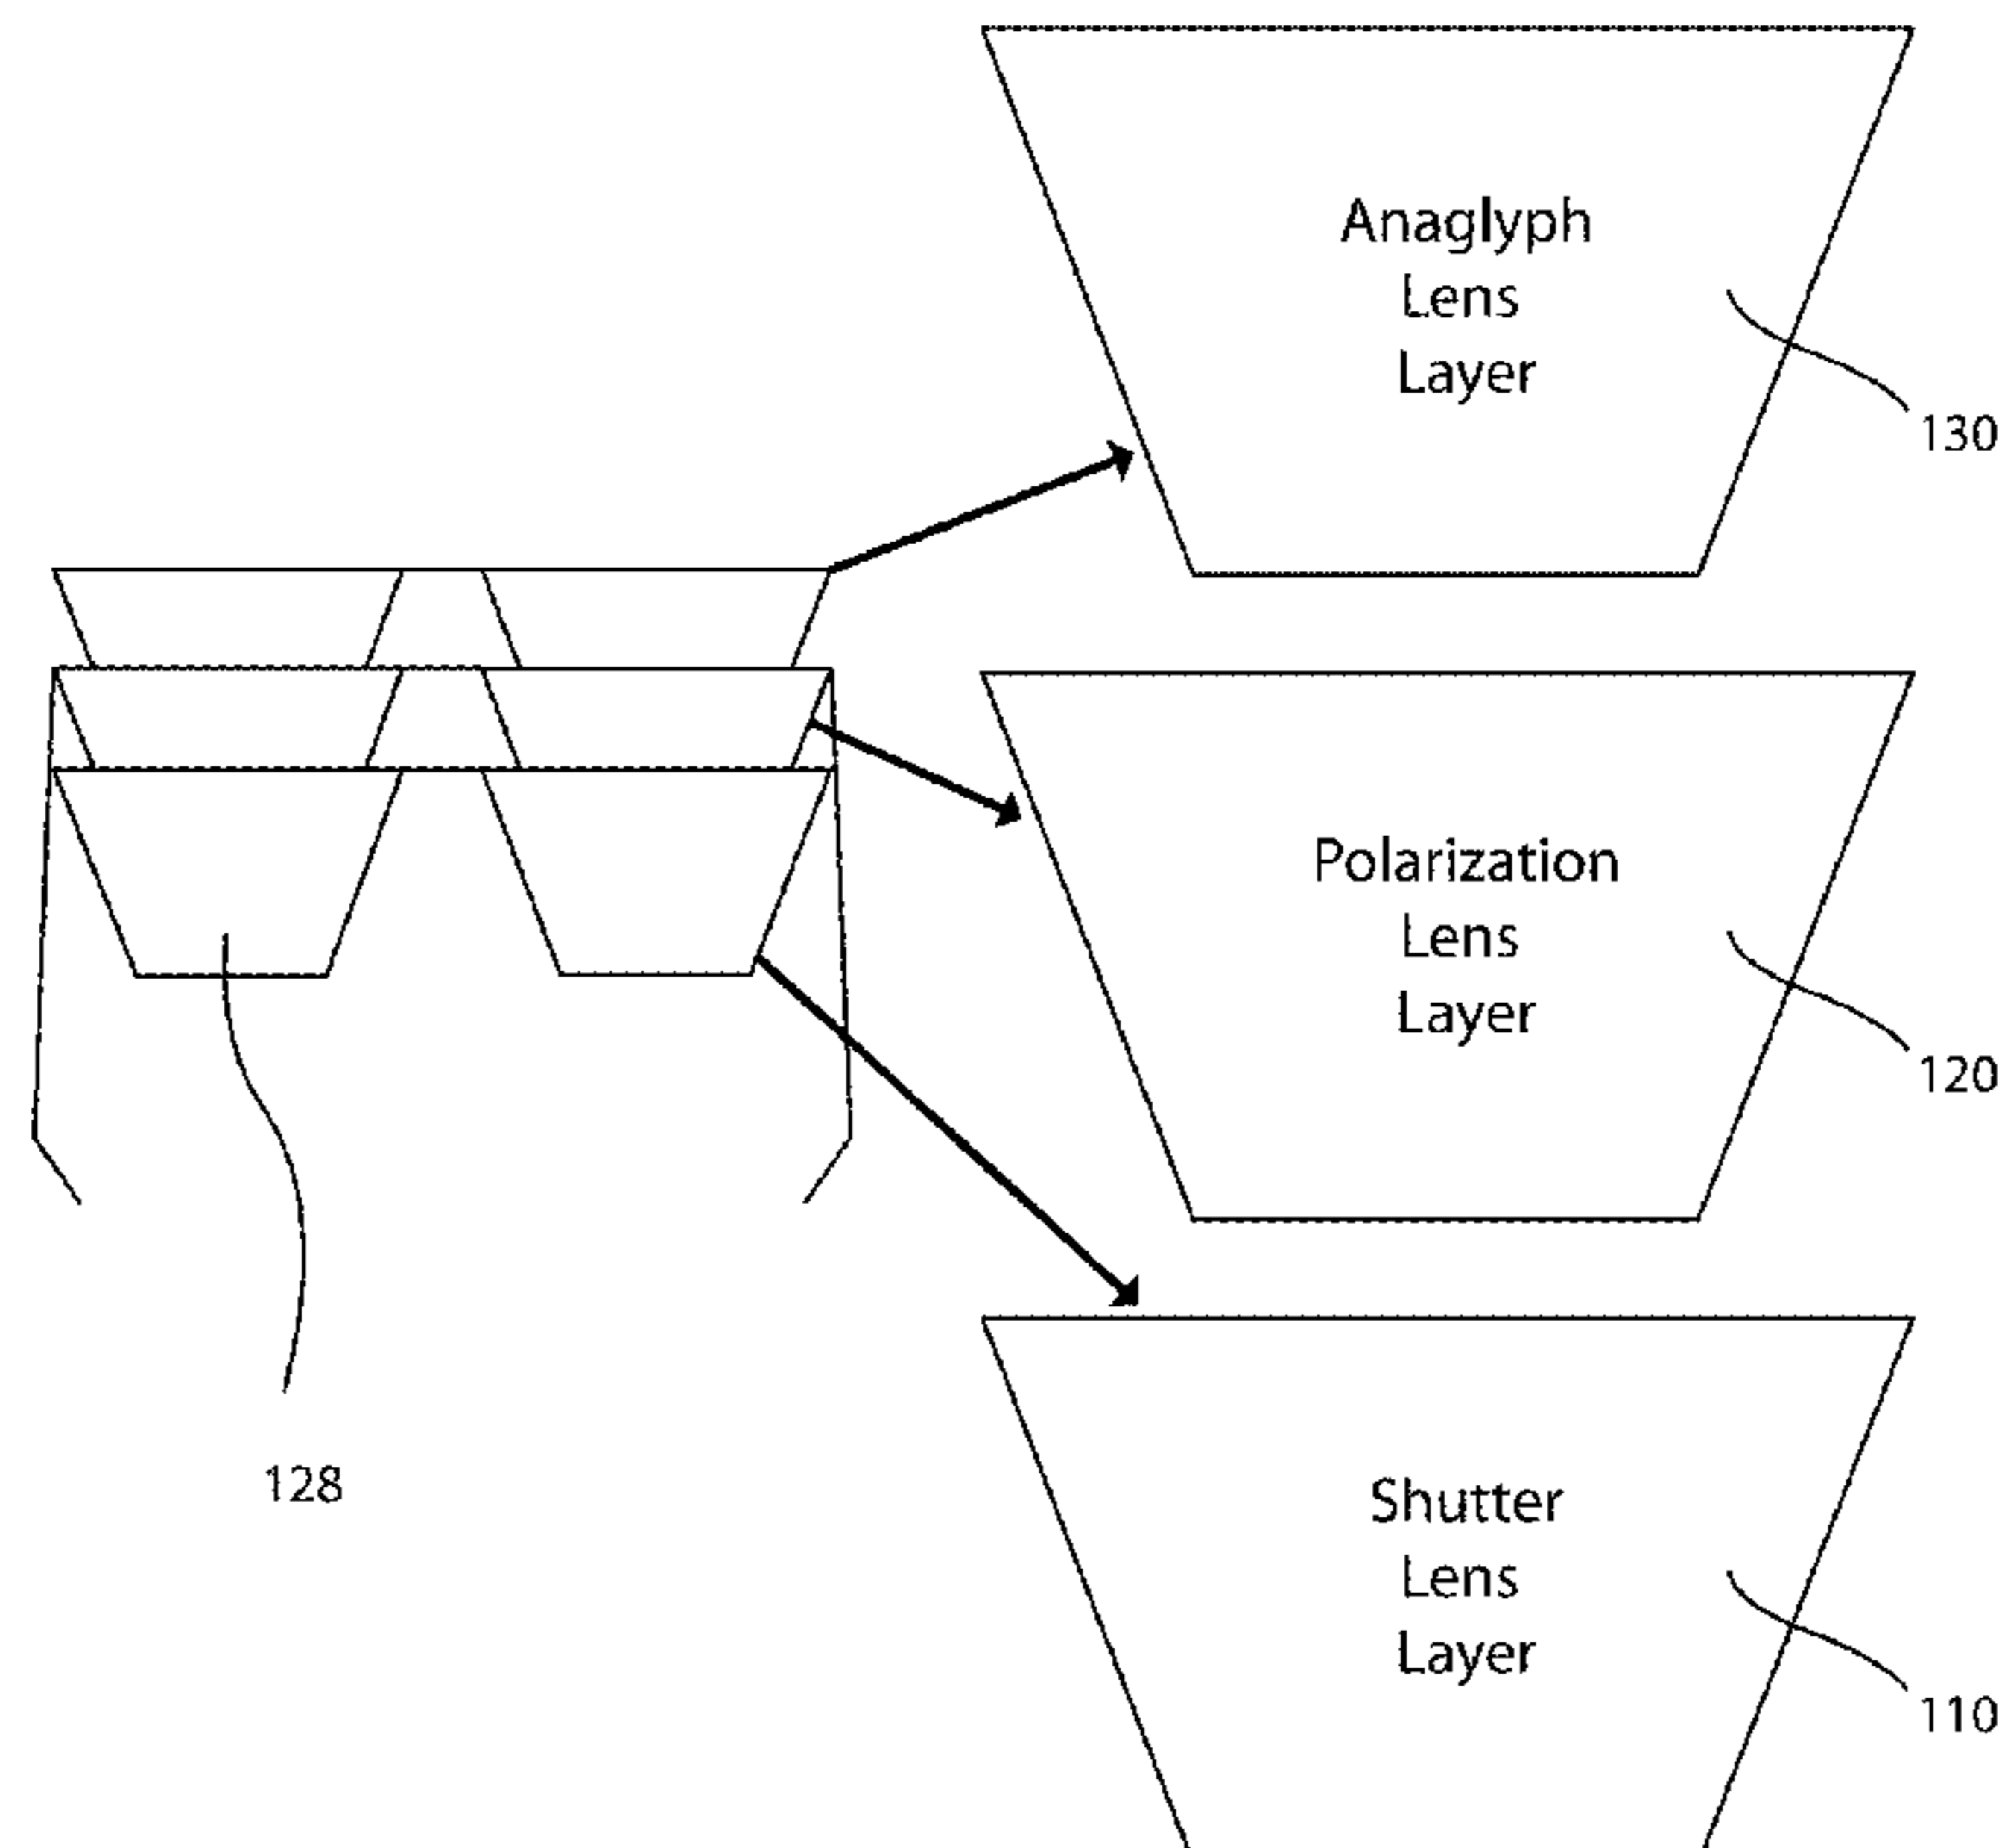 Anaglyph
Lens
Layer
130
Polarization
Lens
Layer
120
128
Shutter
Lens
Layer
110